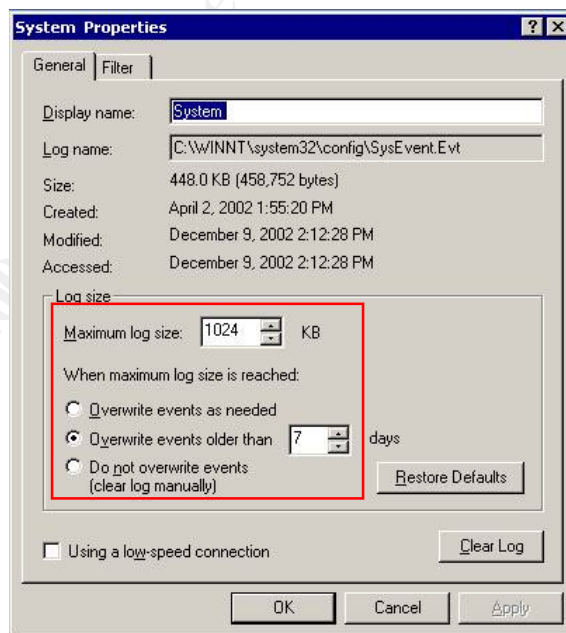 System Properties
General Filter
Display name: System
Log name: C:\WINNT\system32\config\SysEvent.Evt
Size: 448.0 KB (458,752 bytes)
Created: April 2, 2002 1:55:20 PM
Modified: December 9, 2002 2:12:28 PM
Accessed: December 9, 2002 2:12:28 PM
Log size
Maximum log size: 1024 KB
When maximum log size is reached:
Overwrite events as needed
Overwrite events older than 7 days
Do not overwrite events
(clear log manually)
Restore Defaults
Using a low-speed connection
Clear Log
OK Cancel Apply